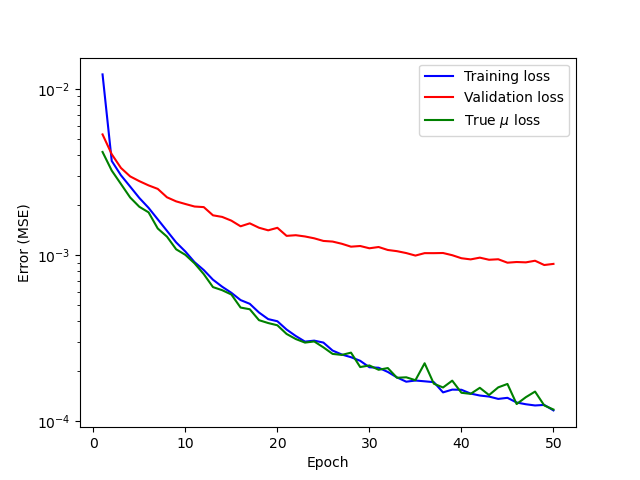 Training loss
Validation loss
True μ loss
10⁻²
10⁻³
10⁻⁴
Error (MSE)
0 10 20 30 40 50
Epoch